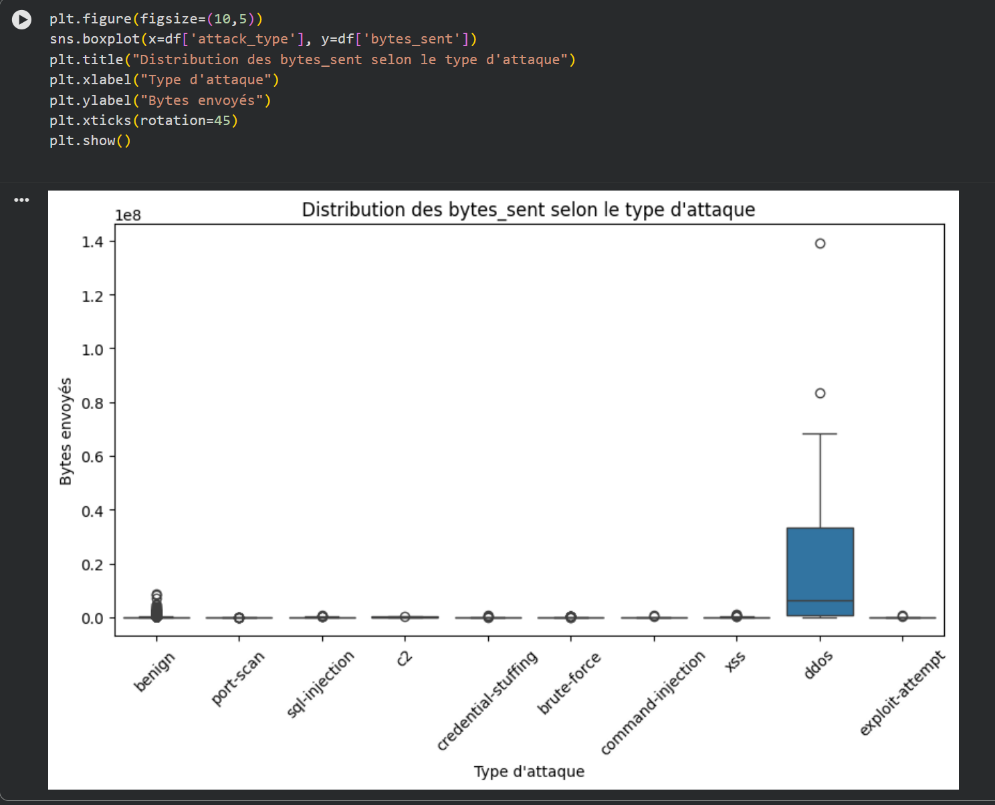 plt.figure(figsize=(10,5))
sns.boxplot(x=df['attack_type'], y=df['bytes_sent'])
plt.title("Distribution des bytes_sent selon le type d'attaque")
plt.xlabel("Type d'attaque")
plt.ylabel("Bytes envoyés")
plt.xticks(rotation=45)
plt.show()
Distribution des bytes_sent selon le type d'attaque
1e8
1.4
1.2
1.0
0.8
0.6
0.4
0.2
0.0
Bytes envoyés
benign
port-scan
sql-injection
c2
credential-stuffing
brute-force
command-injection
xss
ddos
exploit-attempt
Type d'attaque